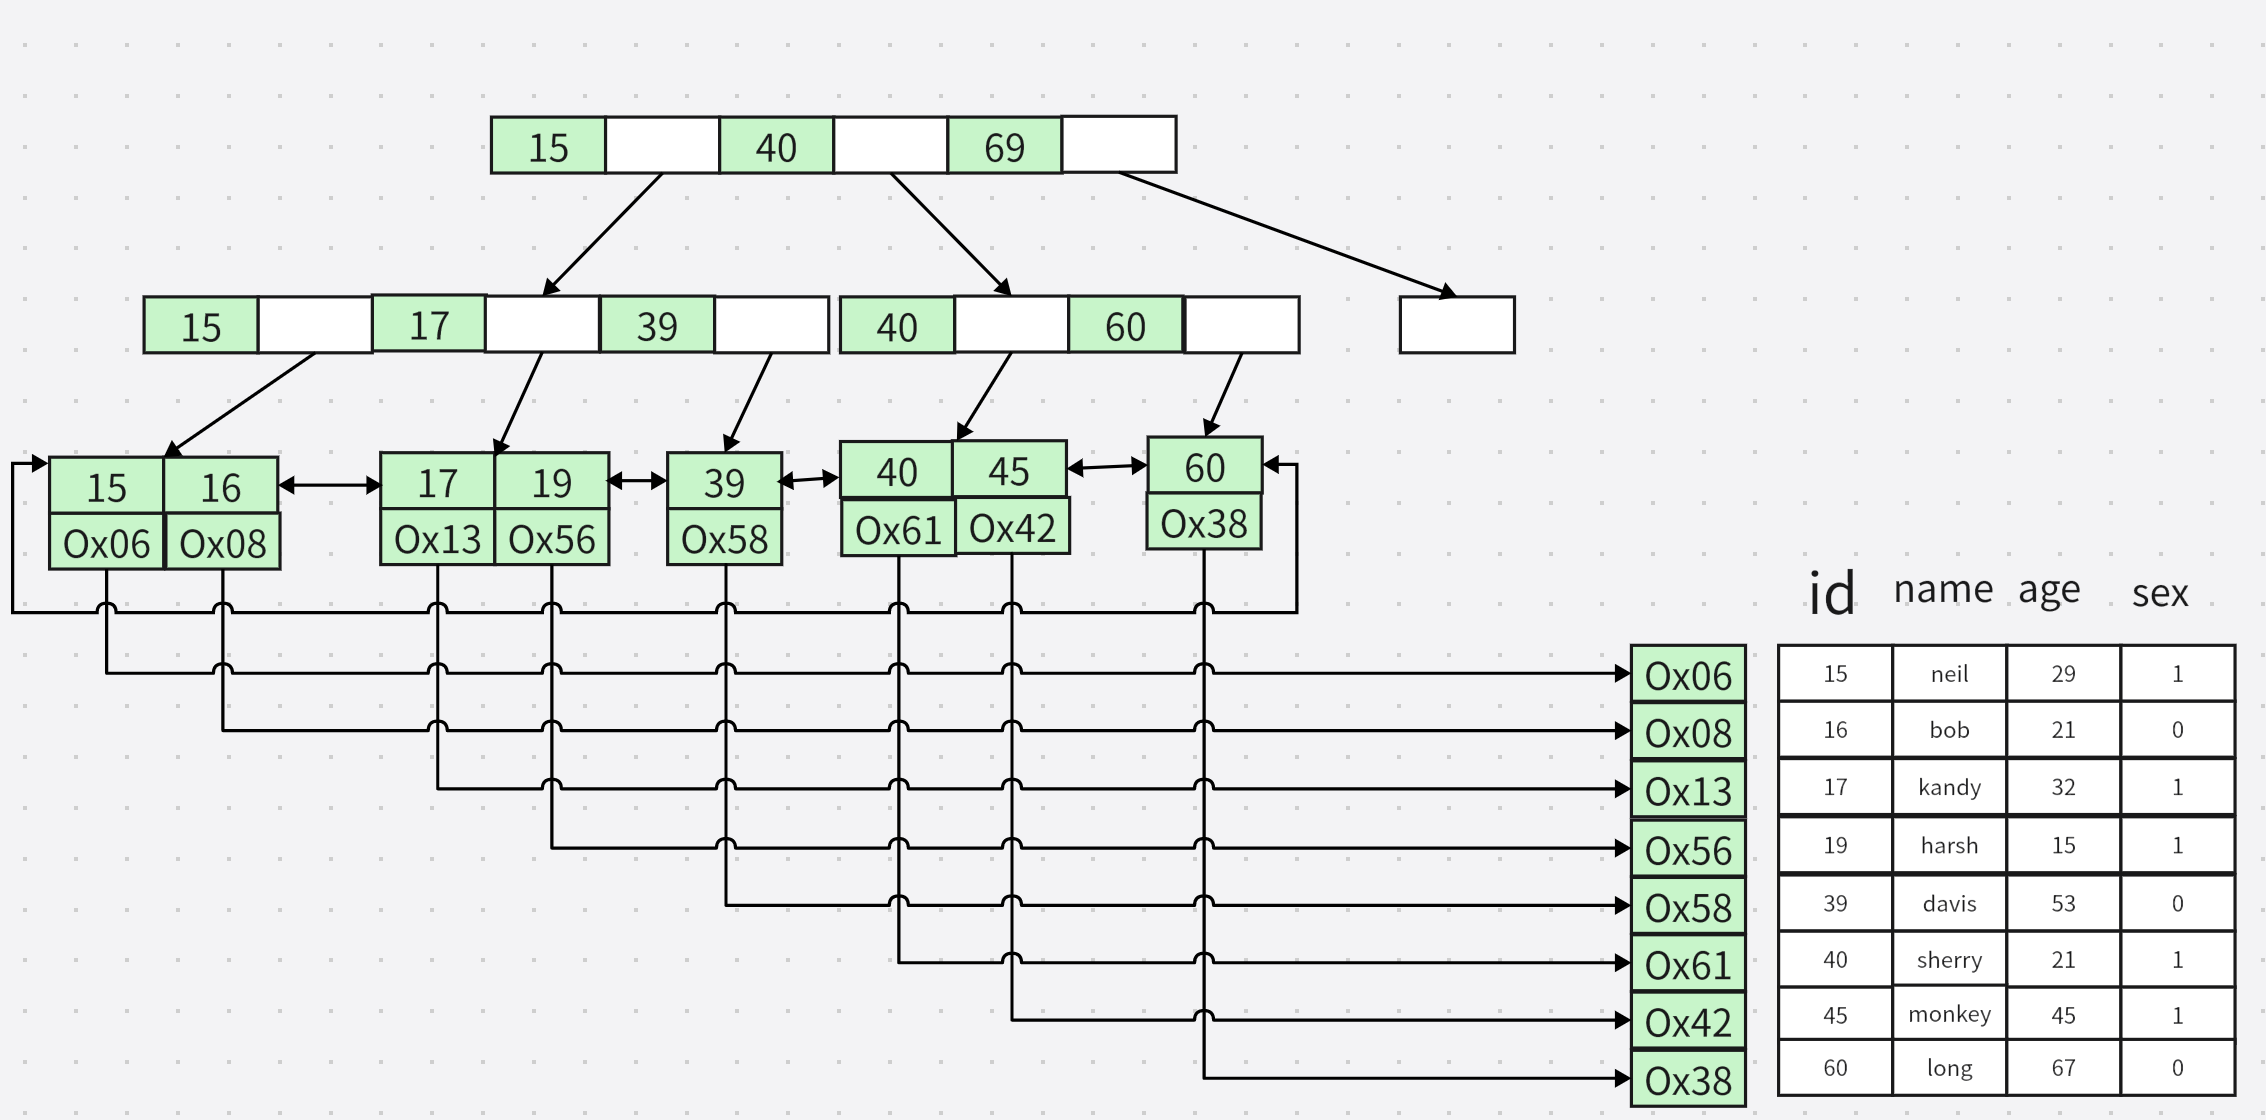 15 40 69
15 17 39 40 60
15 16 17 19 39 40 45 60
Ox06 Ox08 Ox13 Ox56 Ox58 Ox61 Ox42 Ox38
id name age sex
Ox06 15 neil 29 1
Ox08 16 bob 21 0
Ox13 17 kandy 32 1
Ox56 19 harsh 15 1
Ox58 39 davis 53 0
Ox61 40 sherry 21 1
Ox42 45 monkey 45 1
Ox38 60 long 67 0